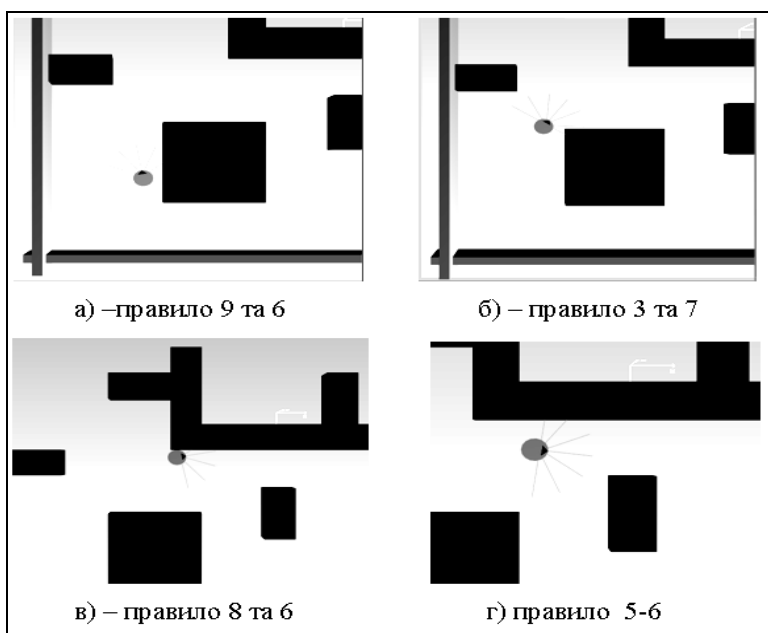 а) –правило 9 та 6
б) – правило 3 та 7
в) – правило 8 та 6
г) правило 5-6